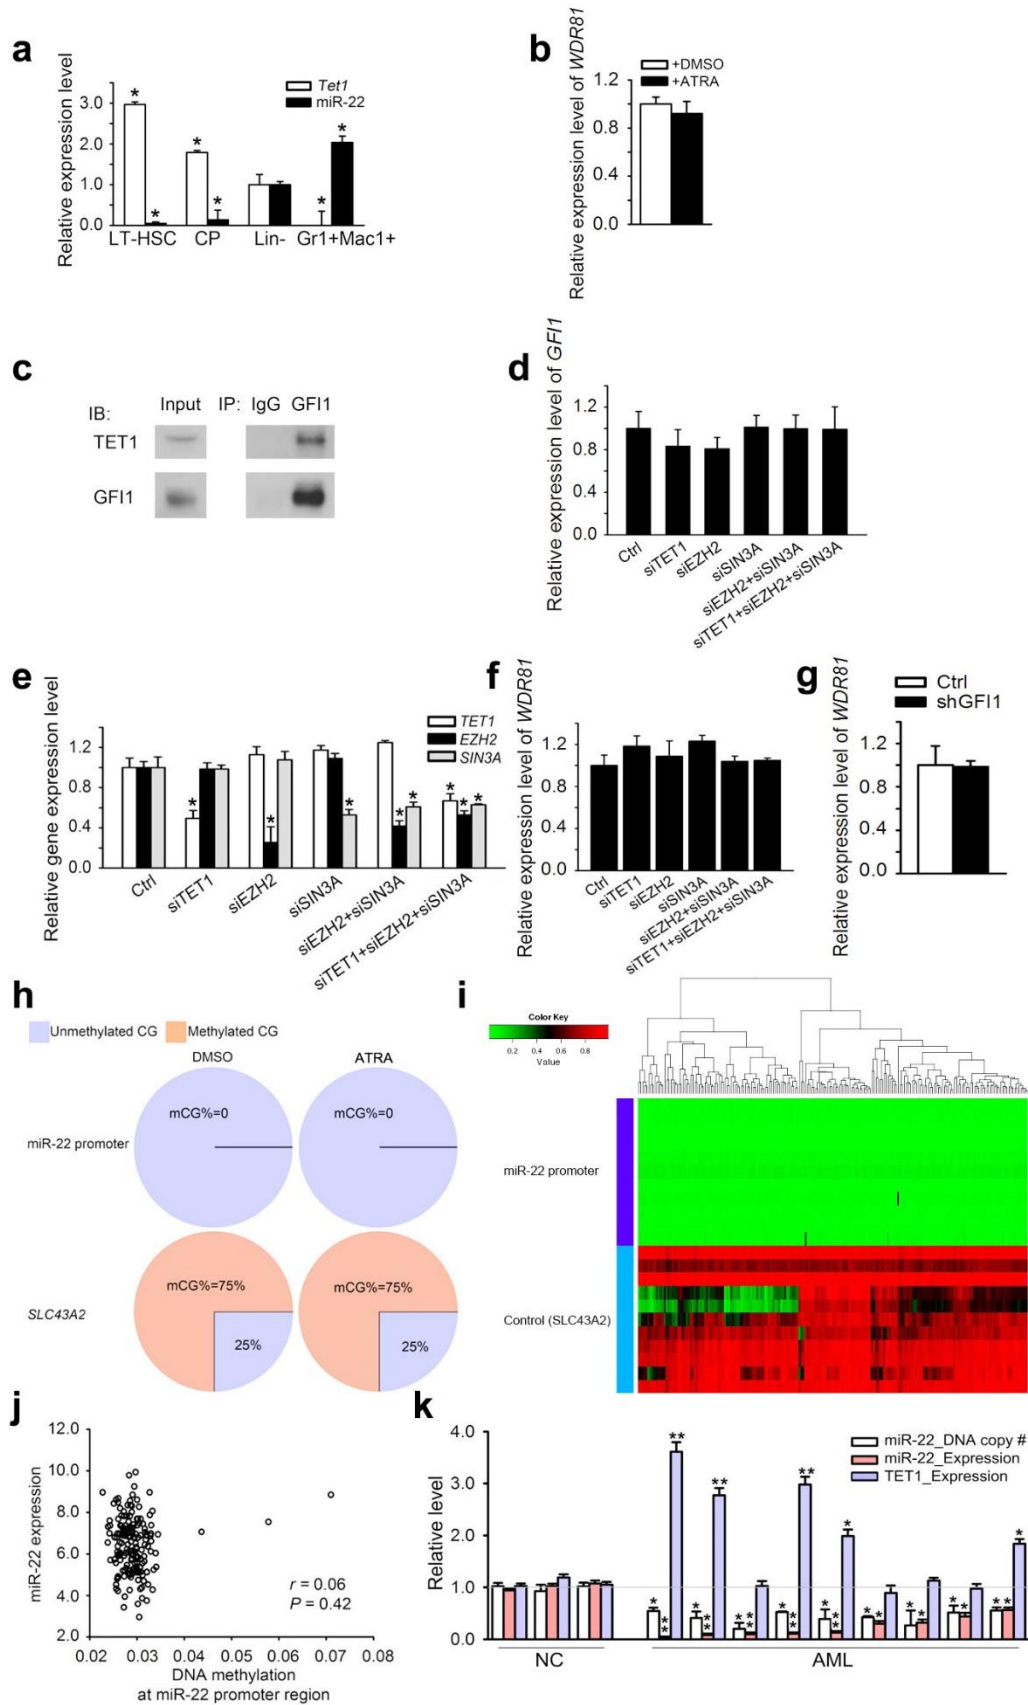 a
Relative expression level
Tet1
miR-22
3.0
2.0
1.0
0.0
* * * * * *
LT-HSC CP Lin- Gr1+Mac1+
b
Relative expression level of WDR81
+DMSO
+ATRA
1.2
0.8
0.4
0.0
c
IB: Input IP: IgG GFI1
TET1
GFI1
d
Relative expression level of GFI1
1.2
0.8
0.4
0.0
Ctrl
siTET1
siEZH2
siSIN3A
siEZH2+siSIN3A
siTET1+siEZH2+siSIN3A
e
Relative gene expression level
TET1
EZH2
SIN3A
1.2
0.8
0.4
0.0
* * * * * * * *
Ctrl
siTET1
siEZH2
siSIN3A
siEZH2+siSIN3A
siTET1+siEZH2+siSIN3A
f
Relative expression level of WDR81
1.2
0.8
0.4
0.0
Ctrl
siTET1
siEZH2
siSIN3A
siEZH2+siSIN3A
siTET1+siEZH2+siSIN3A
g
Relative expression level of WDR81
Ctrl
shGFI1
1.2
0.8
0.4
0.0
h
Unmethylated CG Methylated CG
DMSO ATRA
miR-22 promoter
mCG%=0 mCG%=0
SLC43A2
mCG%=75% mCG%=75%
25% 25%
i
Color Key
0.2 0.4 0.6 0.8
Value
miR-22 promoter
Control (SLC43A2)
j
miR-22 expression
12.0
10.0
8.0
6.0
4.0
2.0
r = 0.06
P = 0.42
0.02 0.03 0.04 0.05 0.06 0.07 0.08
DNA methylation
at miR-22 promoter region
k
Relative level
4.0
3.0
2.0
1.0
0.0
miR-22_DNA copy #
miR-22_Expression
TET1_Expression
** ** ** * *
* ** * ** * ** * ** * ** * * * * * * * *
NC AML